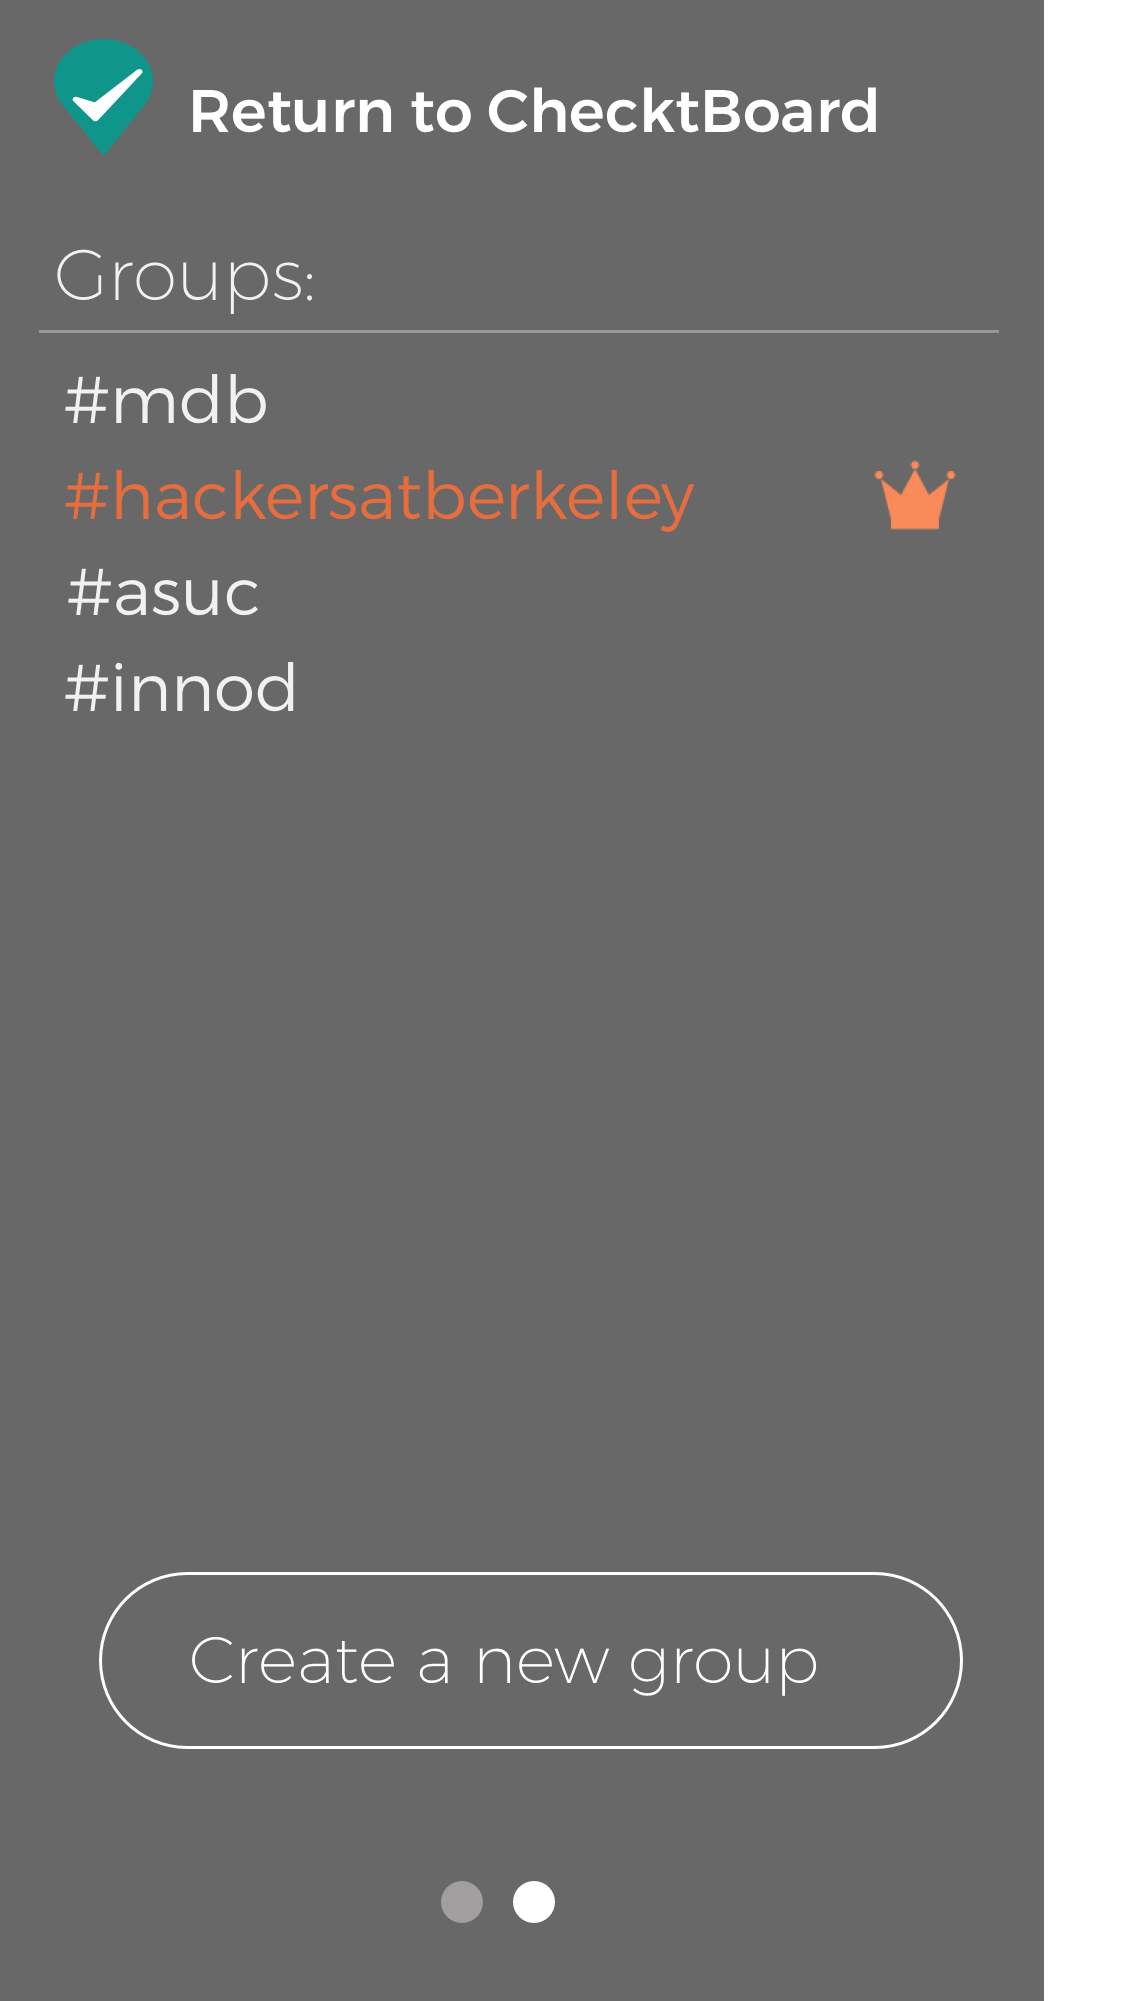 Return to ChecktBoard
Groups:
#mdb
#hackersatberkeley
#asuc
#innod
Create a new group